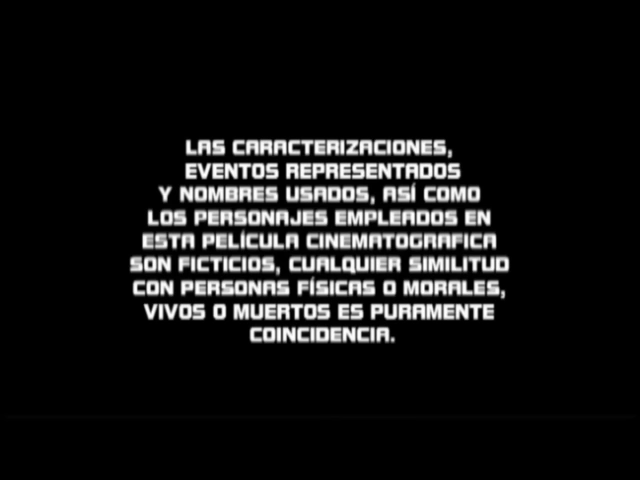 LAS CARACTERIZACIONES,
EVENTOS REPRESENTADOS
Y NOMBRES USADOS, ASÍ COMO
LOS PERSONAJES EMPLEADOS EN
ESTA PELÍCULA CINEMATOGRAFICA
SON FICTICIOS, CUALQUIER SIMILITUD
CON PERSONAS FÍSICAS O MORALES,
VIVOS O MUERTOS ES PURAMENTE
COINCIDENCIA.